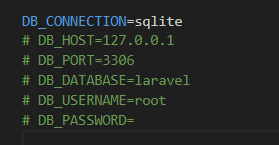 DB_CONNECTION=sqlite
# DB_HOST=127.0.0.1
# DB_PORT=3306
# DB_DATABASE=laravel
# DB_USERNAME=root
# DB_PASSWORD=